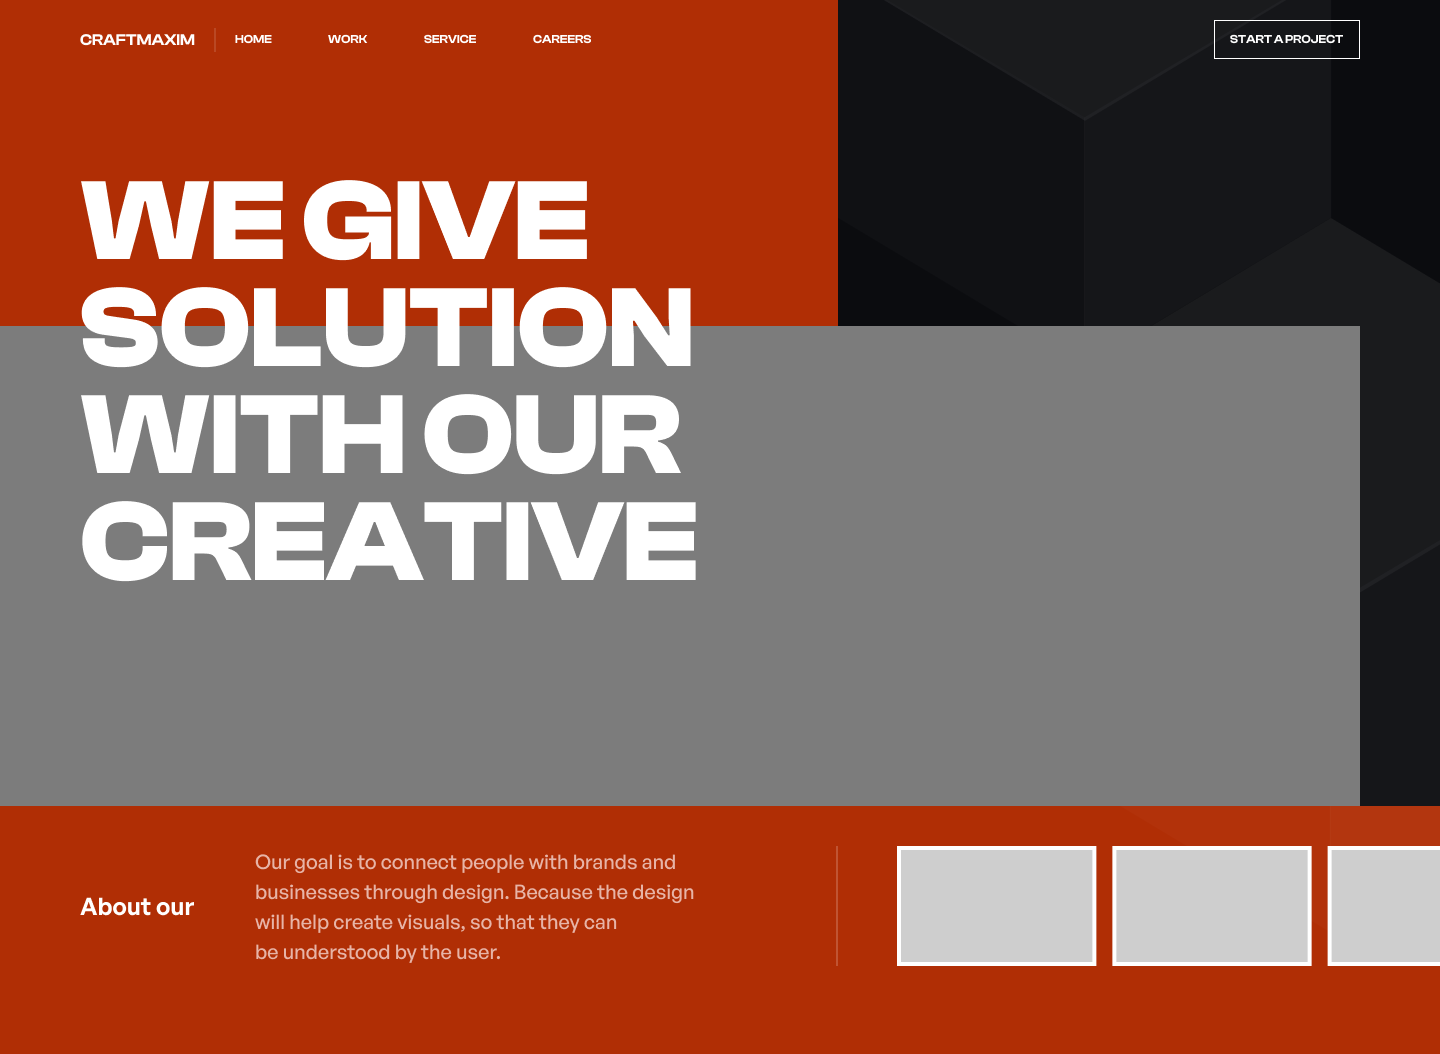 CRAFTMAXIM
HOME
WORK
SERVICE
CAREERS
START A PROJECT
WE GIVE
SOLUTION
WITH OUR
CREATIVE
About our
Our goal is to connect people with brands and
businesses through design. Because the design
will help create visuals, so that they can
be understood by the user.